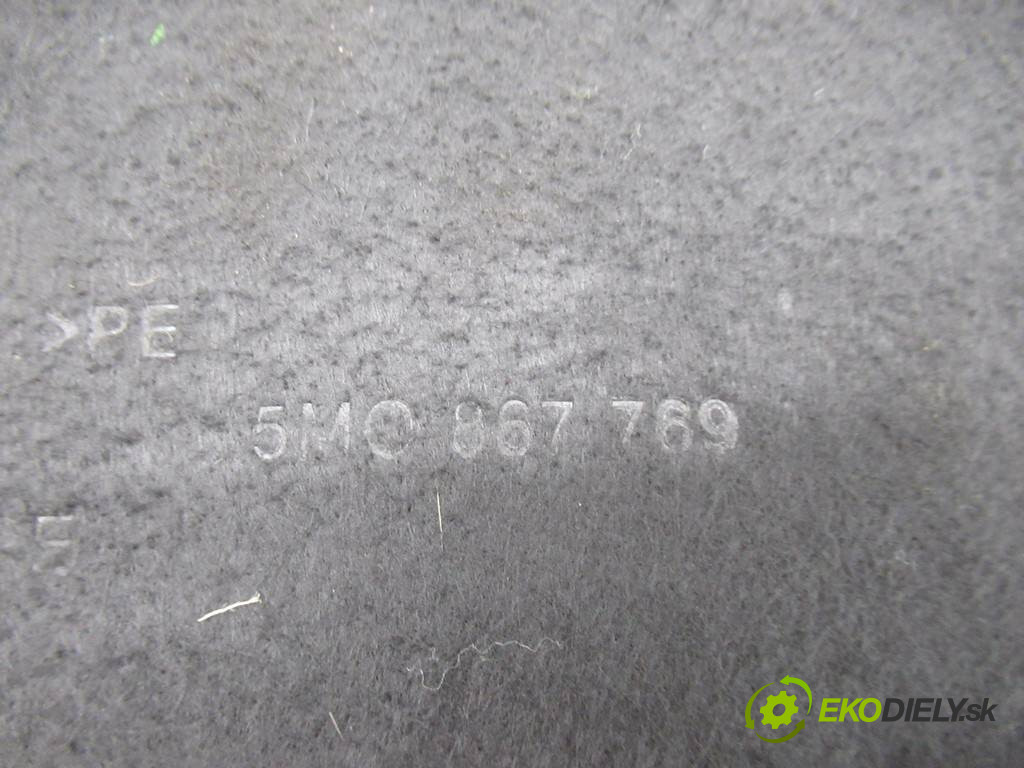 >PE
5M0 867 769
EKODIELY.sk